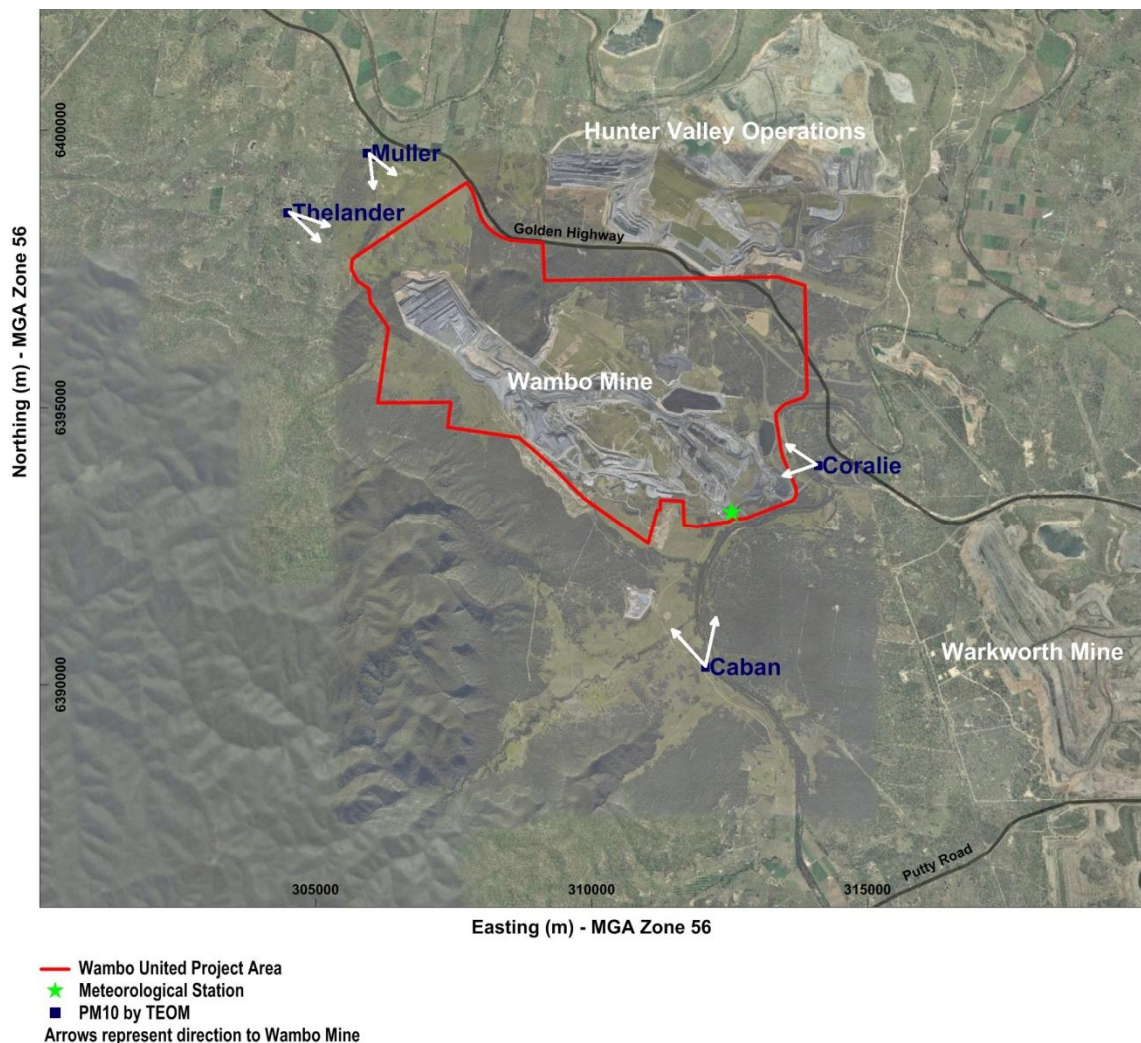 Hunter Valley Operations
6400000
Muller
Thelander
Golden Highway
Northing (m) - MGA Zone 56
Wambo Mine
6395000
Coralie
Warkworth Mine
Caban
6390000
Putty Road
305000
310000
315000
Easting (m) - MGA Zone 56
Wambo United Project Area
Meteorological Station
PM10 by TEOM
Arrows represent direction to Wambo Mine